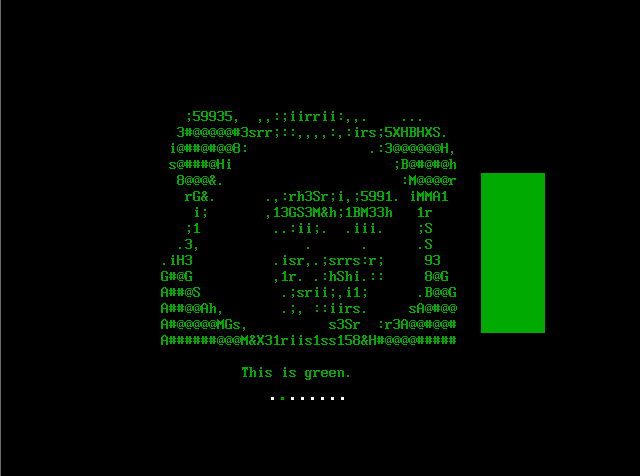 ;59935,  ,,:;iirrii:,,.    ...
3#@@@@@#3srr;::,,,,:,:irs;5XHBHXS.
i@##@#@@8:               .:3@@@@@@H,
s@###@Hi                    ;B@#@#@h
8@@@&.                      :M@@@@r
rG&.      .,:rh3Sr;i,;5991. iMMA1
i;       ,13GS3M&h;1BM33h   1r
;1         ..:ii;.  .iii.    ;S
.3,             .      .      .S
.iH3          .isr,.;srrs:r;     93
G#@G          ,1r. .:hShi.::     8@G
A##@S          .;srii;,i1;      .B@@G
A##@@Ah,       .;, ::iirs.     sA@#@@
A#@@@@@MGs,          s3Sr  :r3A@@#@@#
A######@@@M&X31riis1ss158&H#@@@@#####
This is green.